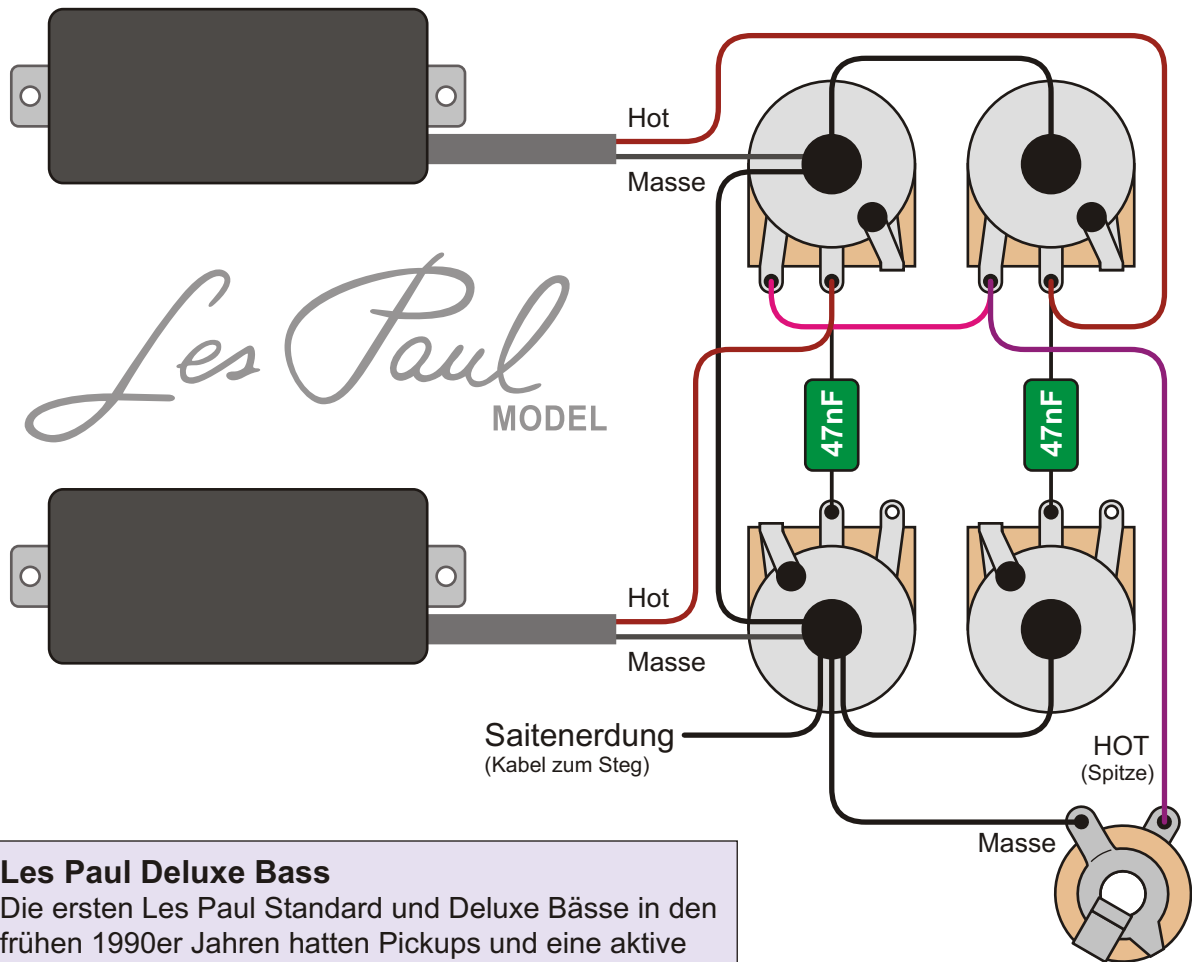 Hot
Masse
Les Paul
MODEL
47nF
47nF
Hot
Masse
Saitenerdung
(Kabel zum Steg)
HOT
(Spitze)
Masse
Les Paul Deluxe Bass
Die ersten Les Paul Standard und Deluxe Bässe in den
frühen 1990er Jahren hatten Pickups und eine aktive